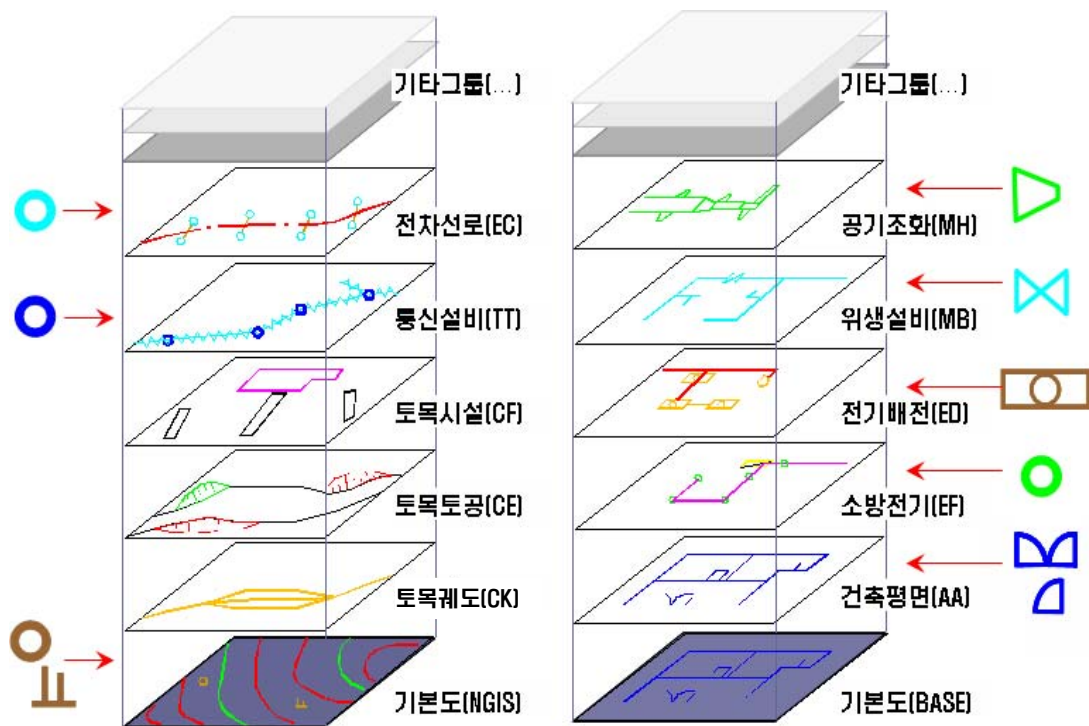 기타그룹(...)
전차선로(EC)
통신설비(TT)
토목시설(CF)
토목토공(CE)
토목궤도(CK)
기본도(NGIS)
기타그룹(...)
공기조화(MH)
위생설비(MB)
전기배전(ED)
소방전기(EF)
건축평면(AA)
기본도(BASE)